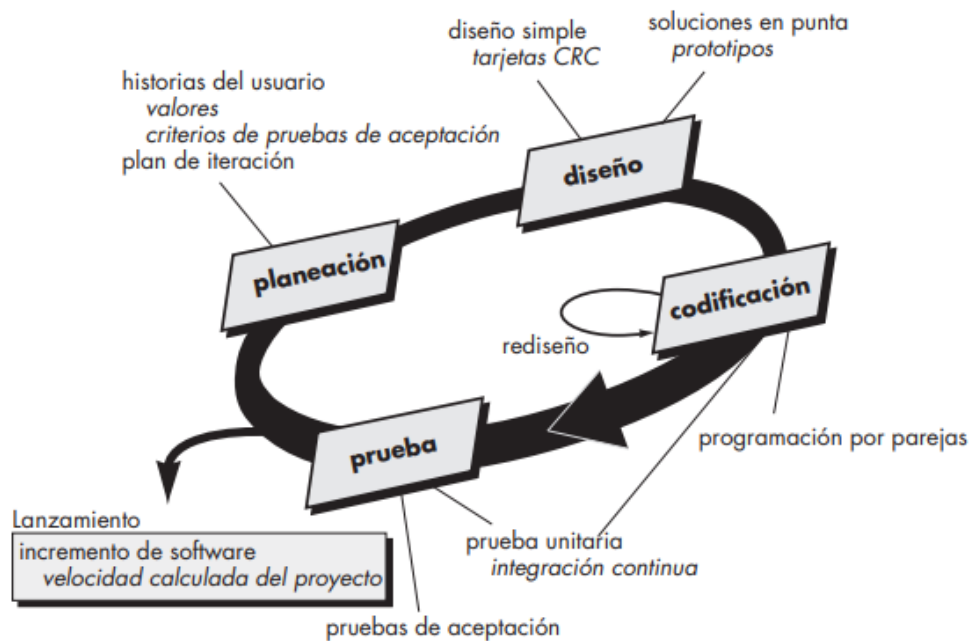 diseño simple
tarjetas CRC
soluciones en punta
prototipos
historias del usuario
valores
criterios de pruebas de aceptación
plan de iteración
diseño
planeación
codificación
rediseño
prueba
programación por parejas
Lanzamiento
incremento de software
velocidad calculada del proyecto
prueba unitaria
integración continua
pruebas de aceptación